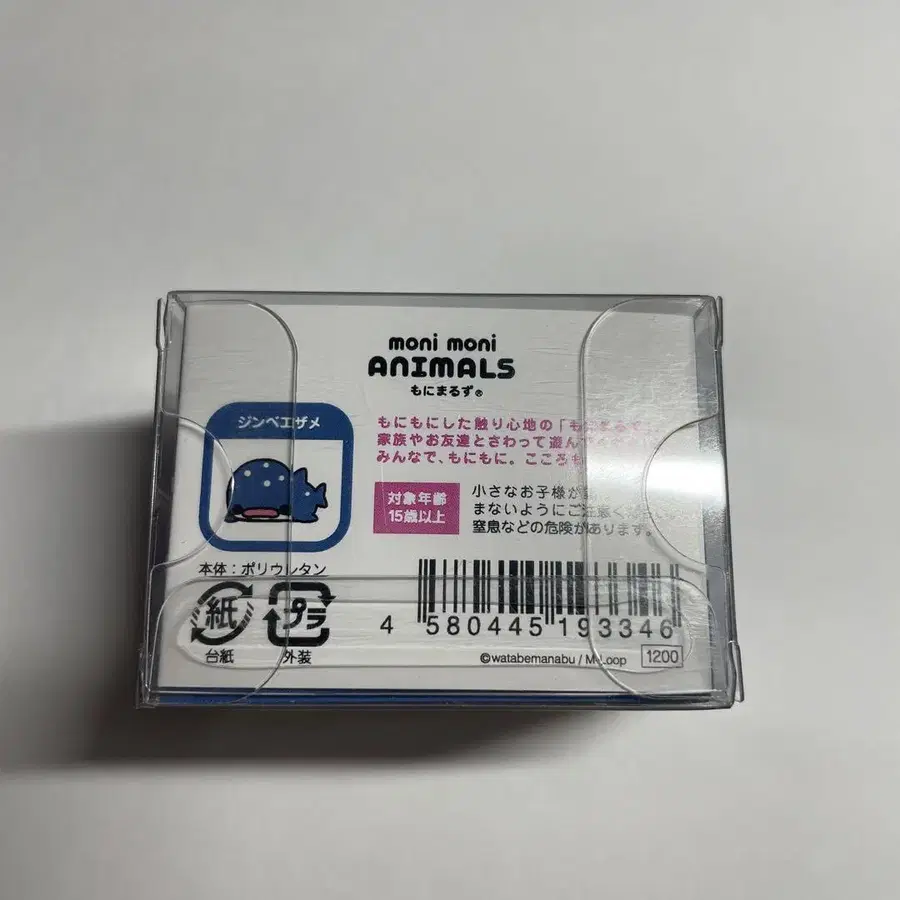 moni moni
ANIMALS
もにまるず®
ジンベエザメ
もにもにした触り心地の「もにまるず」
家族やお友達とさわって遊んで
みんなで、もにもに。こころも
対象年齢
15歳以上
小さなお子様が
まないようにご注意く
窒息などの危険があります。
本体:ポリウレタン
紙
台紙
プラ
外装
4 580445 193346
©watabemanabu / M-Loop
1200